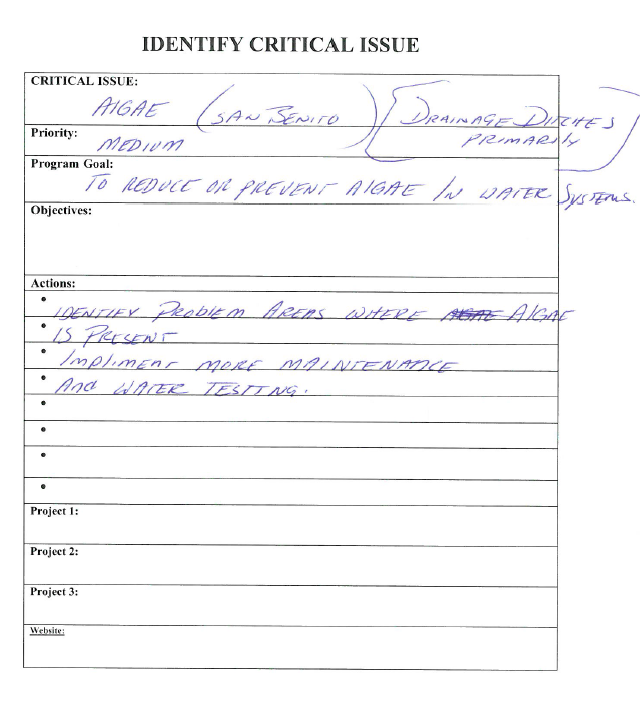 IDENTIFY CRITICAL ISSUE
CRITICAL ISSUE:
AlGAE (SAN BENITO) [DRAINAGE DITCHES
PRIMARily]
Priority:
MEDIUM
Program Goal:
TO REDUCE OR PREVENT AlGAE IN WATER SYSTEMS.
Objectives:
Actions:
• IDENTIFY PROBlEM AREAS WHERE AlGAE
• IS PRESENT
• IMPliMENT MORE MAINTENANCE
• And WATER TESTING.
•
•
•
•
Project 1:
Project 2:
Project 3:
Website: